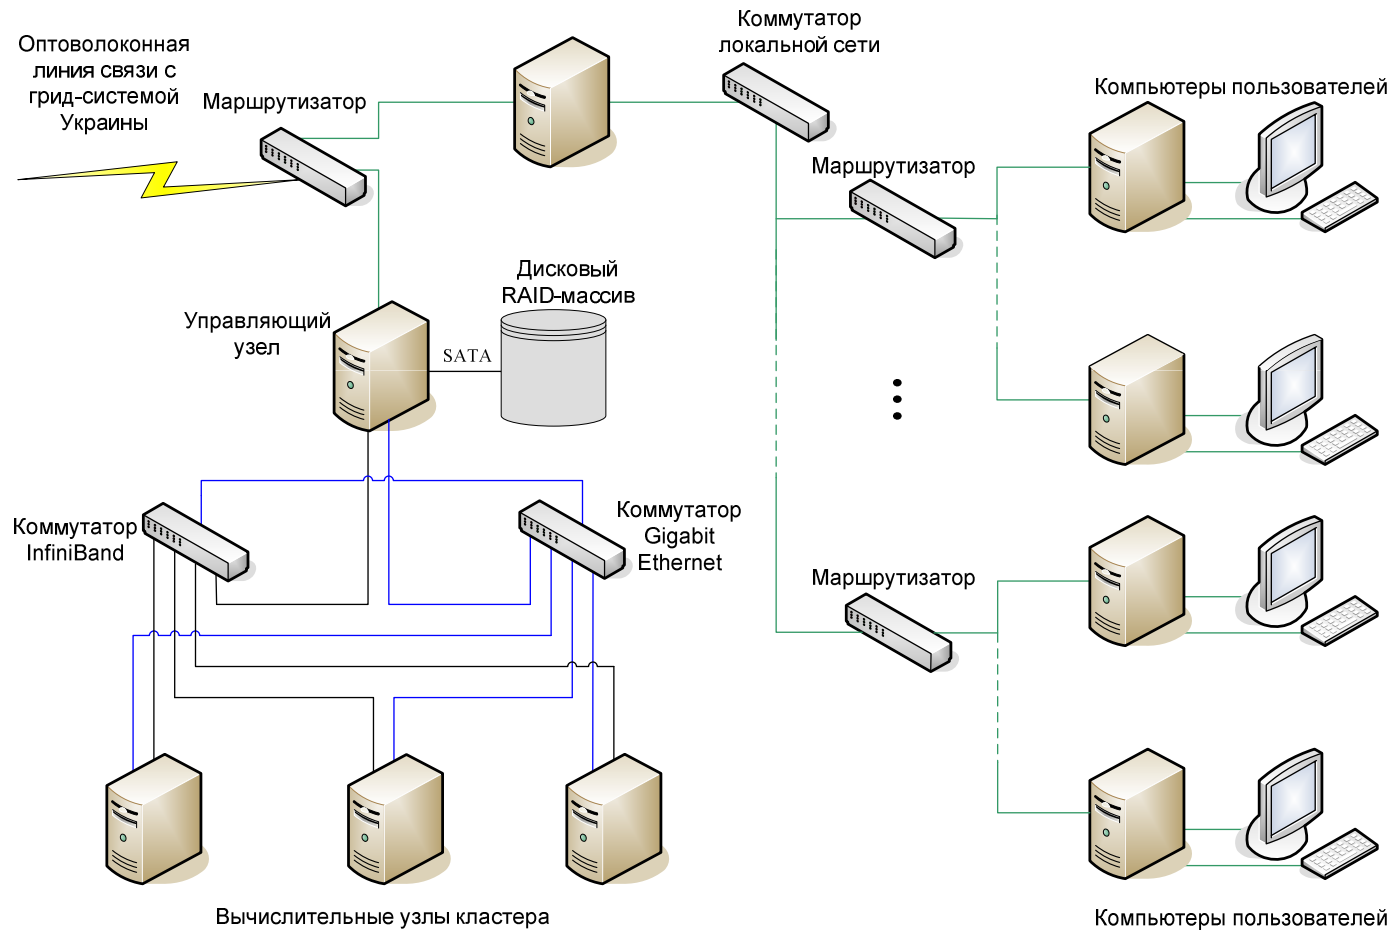 Оптоволоконная
линия связи с
грид-системой
Украины
Маршрутизатор
Коммутатор
локальной сети
Компьютеры пользователей
Маршрутизатор
Дисковый
RAID-массив
Управляющий
узел
SATA
Коммутатор
InfiniBand
Коммутатор
Gigabit
Ethernet
Маршрутизатор
Вычислительные узлы кластера
Компьютеры пользователей